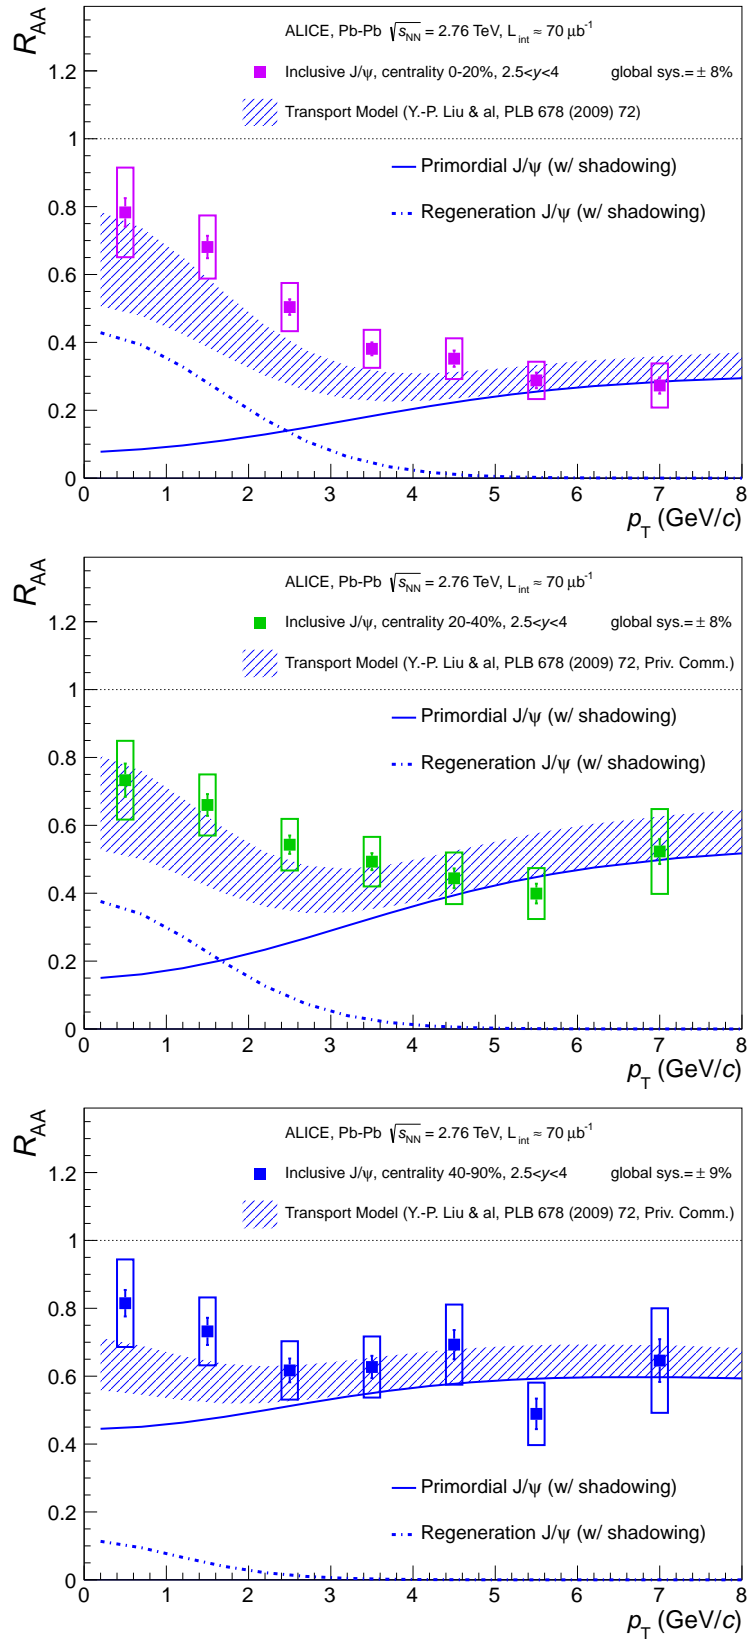 R_AA
ALICE, Pb-Pb √s_NN = 2.76 TeV, L_int ≈ 70 μb⁻¹
Inclusive J/ψ, centrality 0-20%, 2.5<y<4 global sys.= ± 8%
Transport Model (Y.-P. Liu & al, PLB 678 (2009) 72)
Primordial J/ψ (w/ shadowing)
Regeneration J/ψ (w/ shadowing)
1.2
1
0.8
0.6
0.4
0.2
0
0 1 2 3 4 5 6 7 8
p_T (GeV/c)
R_AA
ALICE, Pb-Pb √s_NN = 2.76 TeV, L_int ≈ 70 μb⁻¹
Inclusive J/ψ, centrality 20-40%, 2.5<y<4 global sys.= ± 8%
Transport Model (Y.-P. Liu & al, PLB 678 (2009) 72, Priv. Comm.)
Primordial J/ψ (w/ shadowing)
Regeneration J/ψ (w/ shadowing)
1.2
1
0.8
0.6
0.4
0.2
0
0 1 2 3 4 5 6 7 8
p_T (GeV/c)
R_AA
ALICE, Pb-Pb √s_NN = 2.76 TeV, L_int ≈ 70 μb⁻¹
Inclusive J/ψ, centrality 40-90%, 2.5<y<4 global sys.= ± 9%
Transport Model (Y.-P. Liu & al, PLB 678 (2009) 72, Priv. Comm.)
1.2
1
0.8
0.6
0.4
0.2
0
Primordial J/ψ (w/ shadowing)
Regeneration J/ψ (w/ shadowing)
0 1 2 3 4 5 6 7 8
p_T (GeV/c)